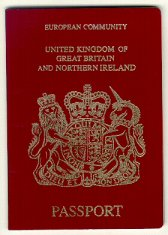 EUROPEAN COMMUNITY
UNITED KINGDOM OF
GREAT BRITAIN
AND NORTHERN IRELAND
PASSPORT